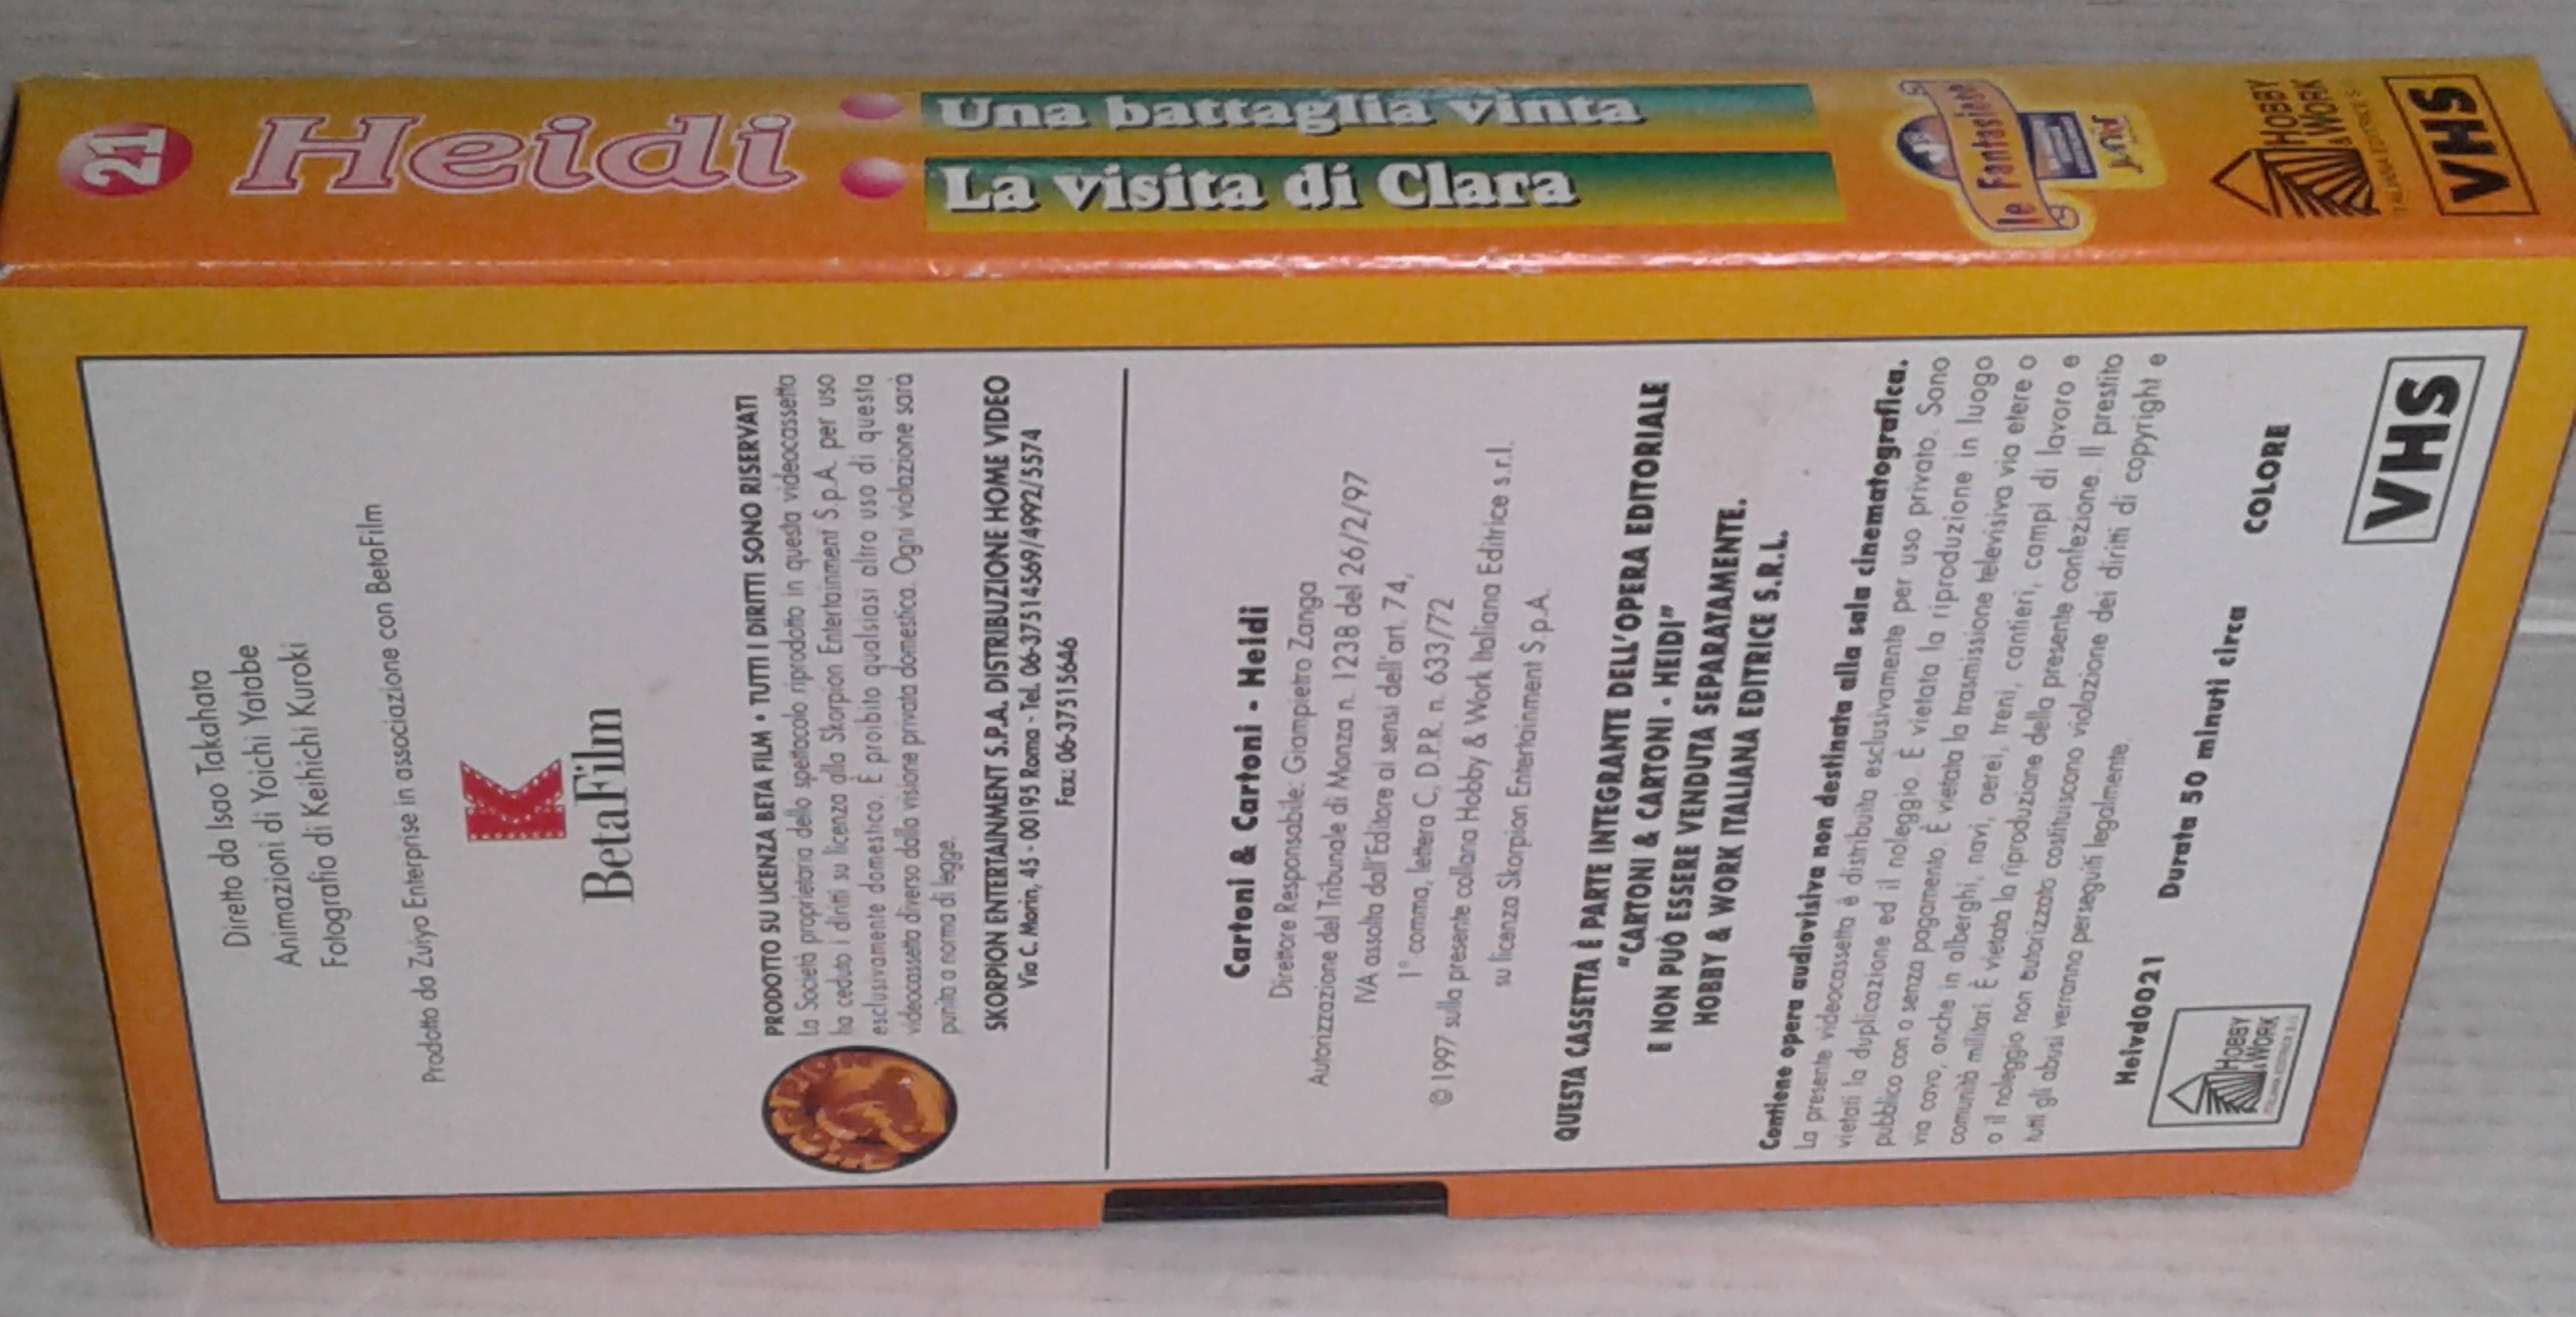 21
Heidi
Una battaglia vinta
La visita di Clara
le Fantasiose
Junior
HOBBY
& WORK
ITALIANA EDITRICE S.
VHS
Diretto da Isao Takahata
Animazioni di Yoichi Yatabe
Fotografia di Keihichi Kuroki
Prodotto da Zuiyo Enterprise in associazione con BetaFilm
K
BetaFilm
SKORPION
PRODOTTO SU LICENZA BETA FILM • TUTTI I DIRITTI SONO RISERVATI
La Società proprietaria dello spettacolo riprodotto in questa videocassetta
ha ceduto i diritti su licenza alla Skorpion Entertainment S.p.A. per uso
esclusivamente domestico. È proibito qualsiasi altro uso di questa
videocassetta diverso dalla visione privata domestica. Ogni violazione sarà
punita a norma di legge.
SKORPION ENTERTAINMENT S.P.A. DISTRIBUZIONE HOME VIDEO
Via C. Morin, 45 - 00195 Roma - Tel. 06-37514569/4992/5574
Fax: 06-37515646
Cartoni & Cartoni - Heidi
Direttore Responsabile: Giampietro Zanga
Autorizzazione del Tribunale di Monza n. 1238 del 26/2/97
IVA assolta dall'Editore ai sensi dell'art. 74,
1° comma, lettera C, D.P.R. n. 633/72
© 1997 sulla presente collana Hobby & Work Italiana Editrice s.r.l.
su licenza Skorpion Entertainment S.p.A.
QUESTA CASSETTA È PARTE INTEGRANTE DELL'OPERA EDITORIALE
"CARTONI & CARTONI - HEIDI"
E NON PUÒ ESSERE VENDUTA SEPARATAMENTE.
HOBBY & WORK ITALIANA EDITRICE S.R.L.
Contiene opera audiovisiva non destinata alla sala cinematografica.
La presente videocassetta è distribuita esclusivamente per uso privato. Sono
vietati la duplicazione ed il noleggio. È vietata la riproduzione in luogo
pubblico con o senza pagamento. È vietata la trasmissione televisiva via etere o
via cavo, anche in alberghi, navi, aerei, treni, cantieri, campi di lavoro e
comunità militari. È vietata la riproduzione della presente confezione. Il prestito
o il noleggio non autorizzato costituiscono violazione dei diritti di copyright e
tutti gli abusi verranno perseguiti legalmente.
Heivd0021 Durata 50 minuti circa COLORE
HOBBY
& WORK
ITALIANA EDITRICE S.r.l.
VHS